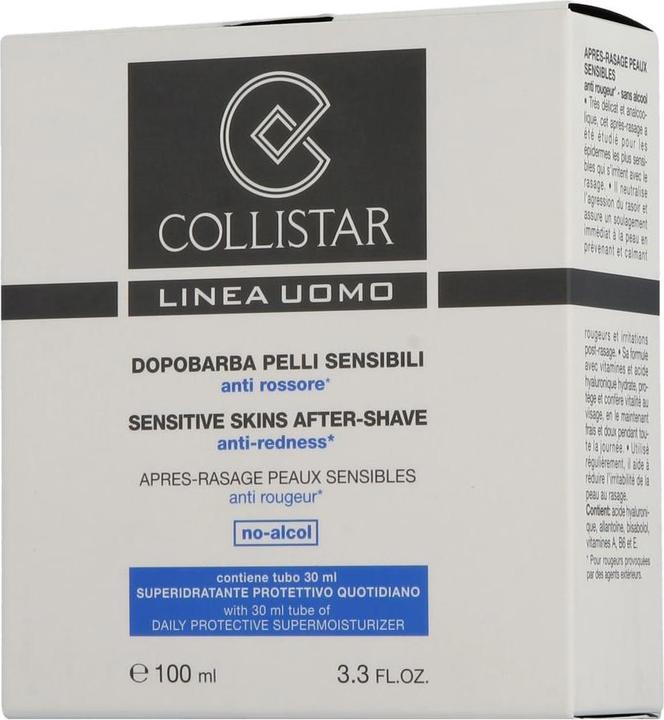 COLLISTAR
LINEA UOMO
DOPOBARBA PELLI SENSIBILI
anti rossore*
SENSITIVE SKINS AFTER-SHAVE
anti-redness*
APRES-RASAGE PEAUX SENSIBLES
anti rougeur*
no-alcol
contiene tubo 30 ml
SUPERIDRATANTE PROTETTIVO QUOTIDIANO
with 30 ml tube of
DAILY PROTECTIVE SUPERMOISTURIZER
℮ 100 ml 3.3 FL.OZ.
APRES-RASAGE PEAUX
SENSIBLES
anti rougeur* - sans alcool
• Très délicat et analcoo-
lique, cet après-rasage a
été étudié pour les
épidermes les plus sensi-
bles qui s'irritent avec le
rasage. • Il neutralise
l'agression du rasoir et
assure un soulagement
immédiat à la peau en
prévenant et calmant
rougeurs et irritations
post-rasage. • Sa formule
avec vitamines et acide
hyaluronique hydrate, pro-
tège et confère vitalité au
visage, en le maintenant
frais et doux pendant tou-
te la journée. • Utilisé
régulièrement, il aide à
réduire l'irritabilité de la
peau au rasage.
Contient: acide hyaluroni-
que, allantoïne, bisabolol,
vitamines A, B6 et E.
* Pour rougeurs provoquées
par des agents extérieurs.